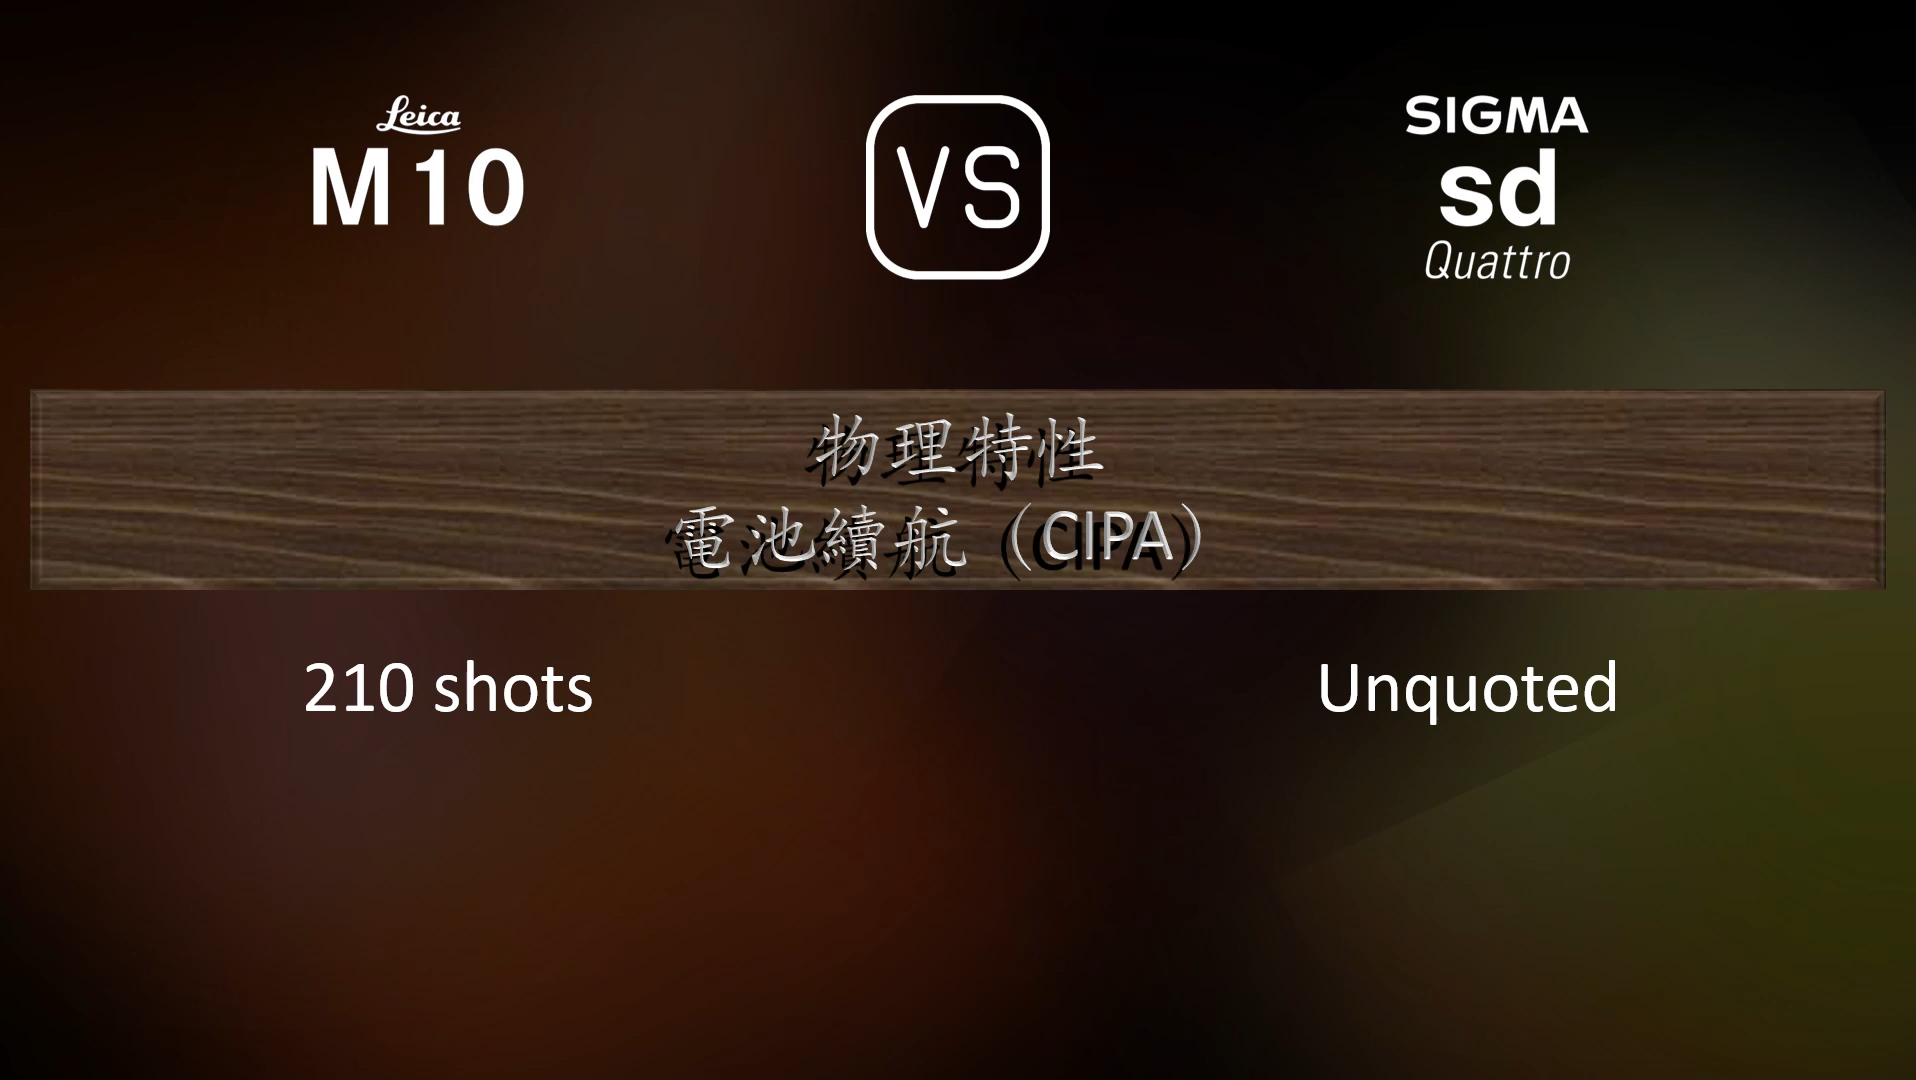 Leica
M10
VS
SIGMA
sd
Quattro
物理特性
電池續航（CIPA）
210 shots
Unquoted